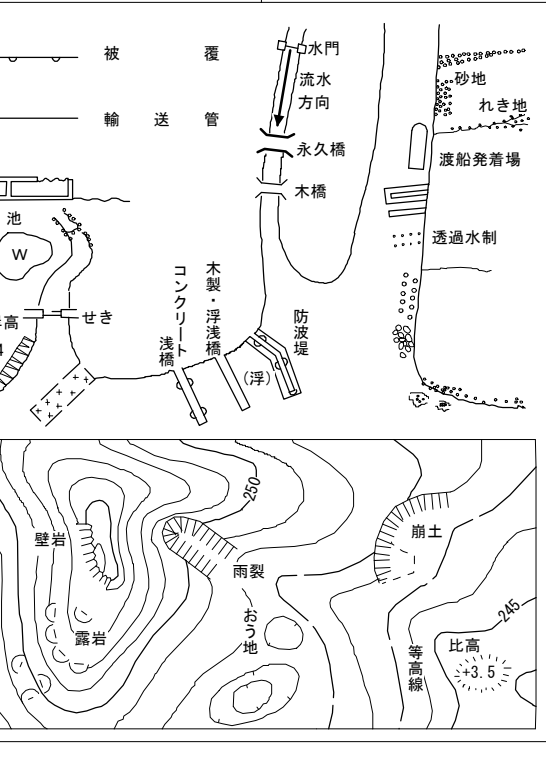 被覆
輸送管
水門
流水
方向
永久橋
木橋
砂地
れき地
渡船発着場
透過水制
池
W
高
せき
コンクリート
浅橋
木製・浮浅橋
防波堤
(浮)
250
壁岩
雨裂
露岩
おう地
崩土
等高線
245
比高
+3.5